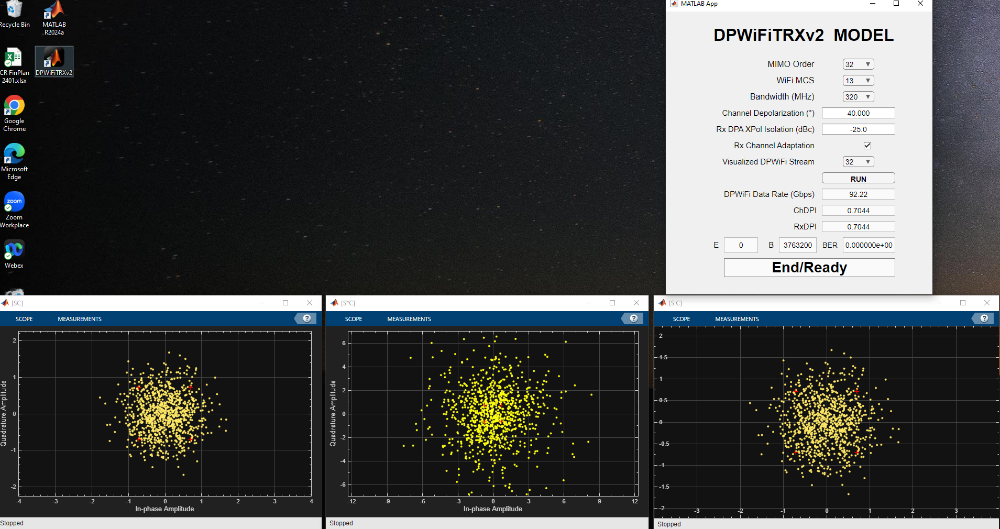 Recycle Bin
MATLAB
R2024a
CR FinPlan
2401.xlsx
DPWiFiTRXv2
Google
Chrome
Microsoft
Edge
zoom
Zoom
Workplace
Webex
MATLAB App
DPWiFiTRXv2 MODEL
MIMO Order 32
WiFi MCS 13
Bandwidth (MHz) 320
Channel Depolarization (°) 40.000
Rx DPA XPol Isolation (dBc) -25.0
Rx Channel Adaptation
Visualized DPWiFi Stream 32
RUN
DPWiFi Data Rate (Gbps) 92.22
ChDPI 0.7044
RxDPI 0.7044
E 0 B 3763200 BER 0.000000e+00
End/Ready
[SC]
SCOPE MEASUREMENTS ?
Quadrature Amplitude
2
1
0
-1
-2
-4 -3 -2 -1 0 1 2 3 4
In-phase Amplitude
Stopped
[S*C]
SCOPE MEASUREMENTS ?
Quadrature Amplitude
6
4
2
0
-2
-4
-6
-12 -9 -6 -3 0 3 6 9 12
In-phase Amplitude
Stopped
[S'C]
SCOPE MEASUREMENTS ?
2
1.5
1
0.5
0
-0.5
-1
-1.5
-2
-3 -2 -1 0 1 2 3
Stopped